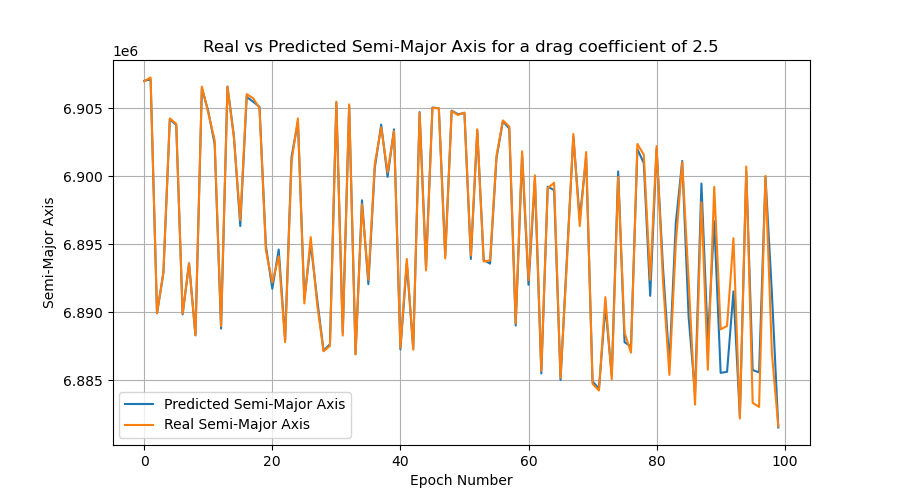 Real vs Predicted Semi-Major Axis for a drag coefficient of 2.5
1e6
6.905
6.900
6.895
6.890
6.885
Semi-Major Axis
Predicted Semi-Major Axis
Real Semi-Major Axis
0 20 40 60 80 100
Epoch Number